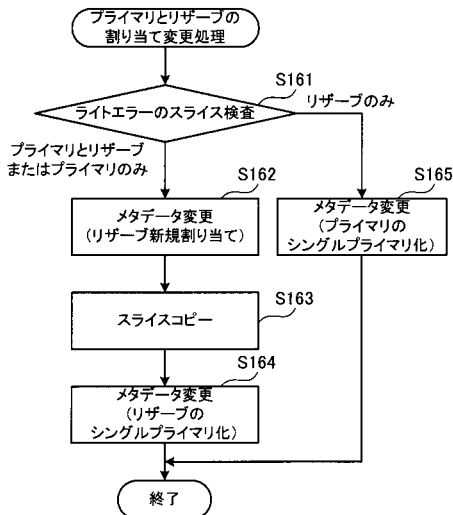 プライマリとリザーブの
割り当て変更処理
S161
ライトエラーのスライス検査
リザーブのみ
プライマリとリザーブ
またはプライマリのみ
S162
メタデータ変更
(リザーブ新規割り当て)
S165
メタデータ変更
(プライマリの
シングルプライマリ化)
S163
スライスコピー
S164
メタデータ変更
(リザーブの
シングルプライマリ化)
終了